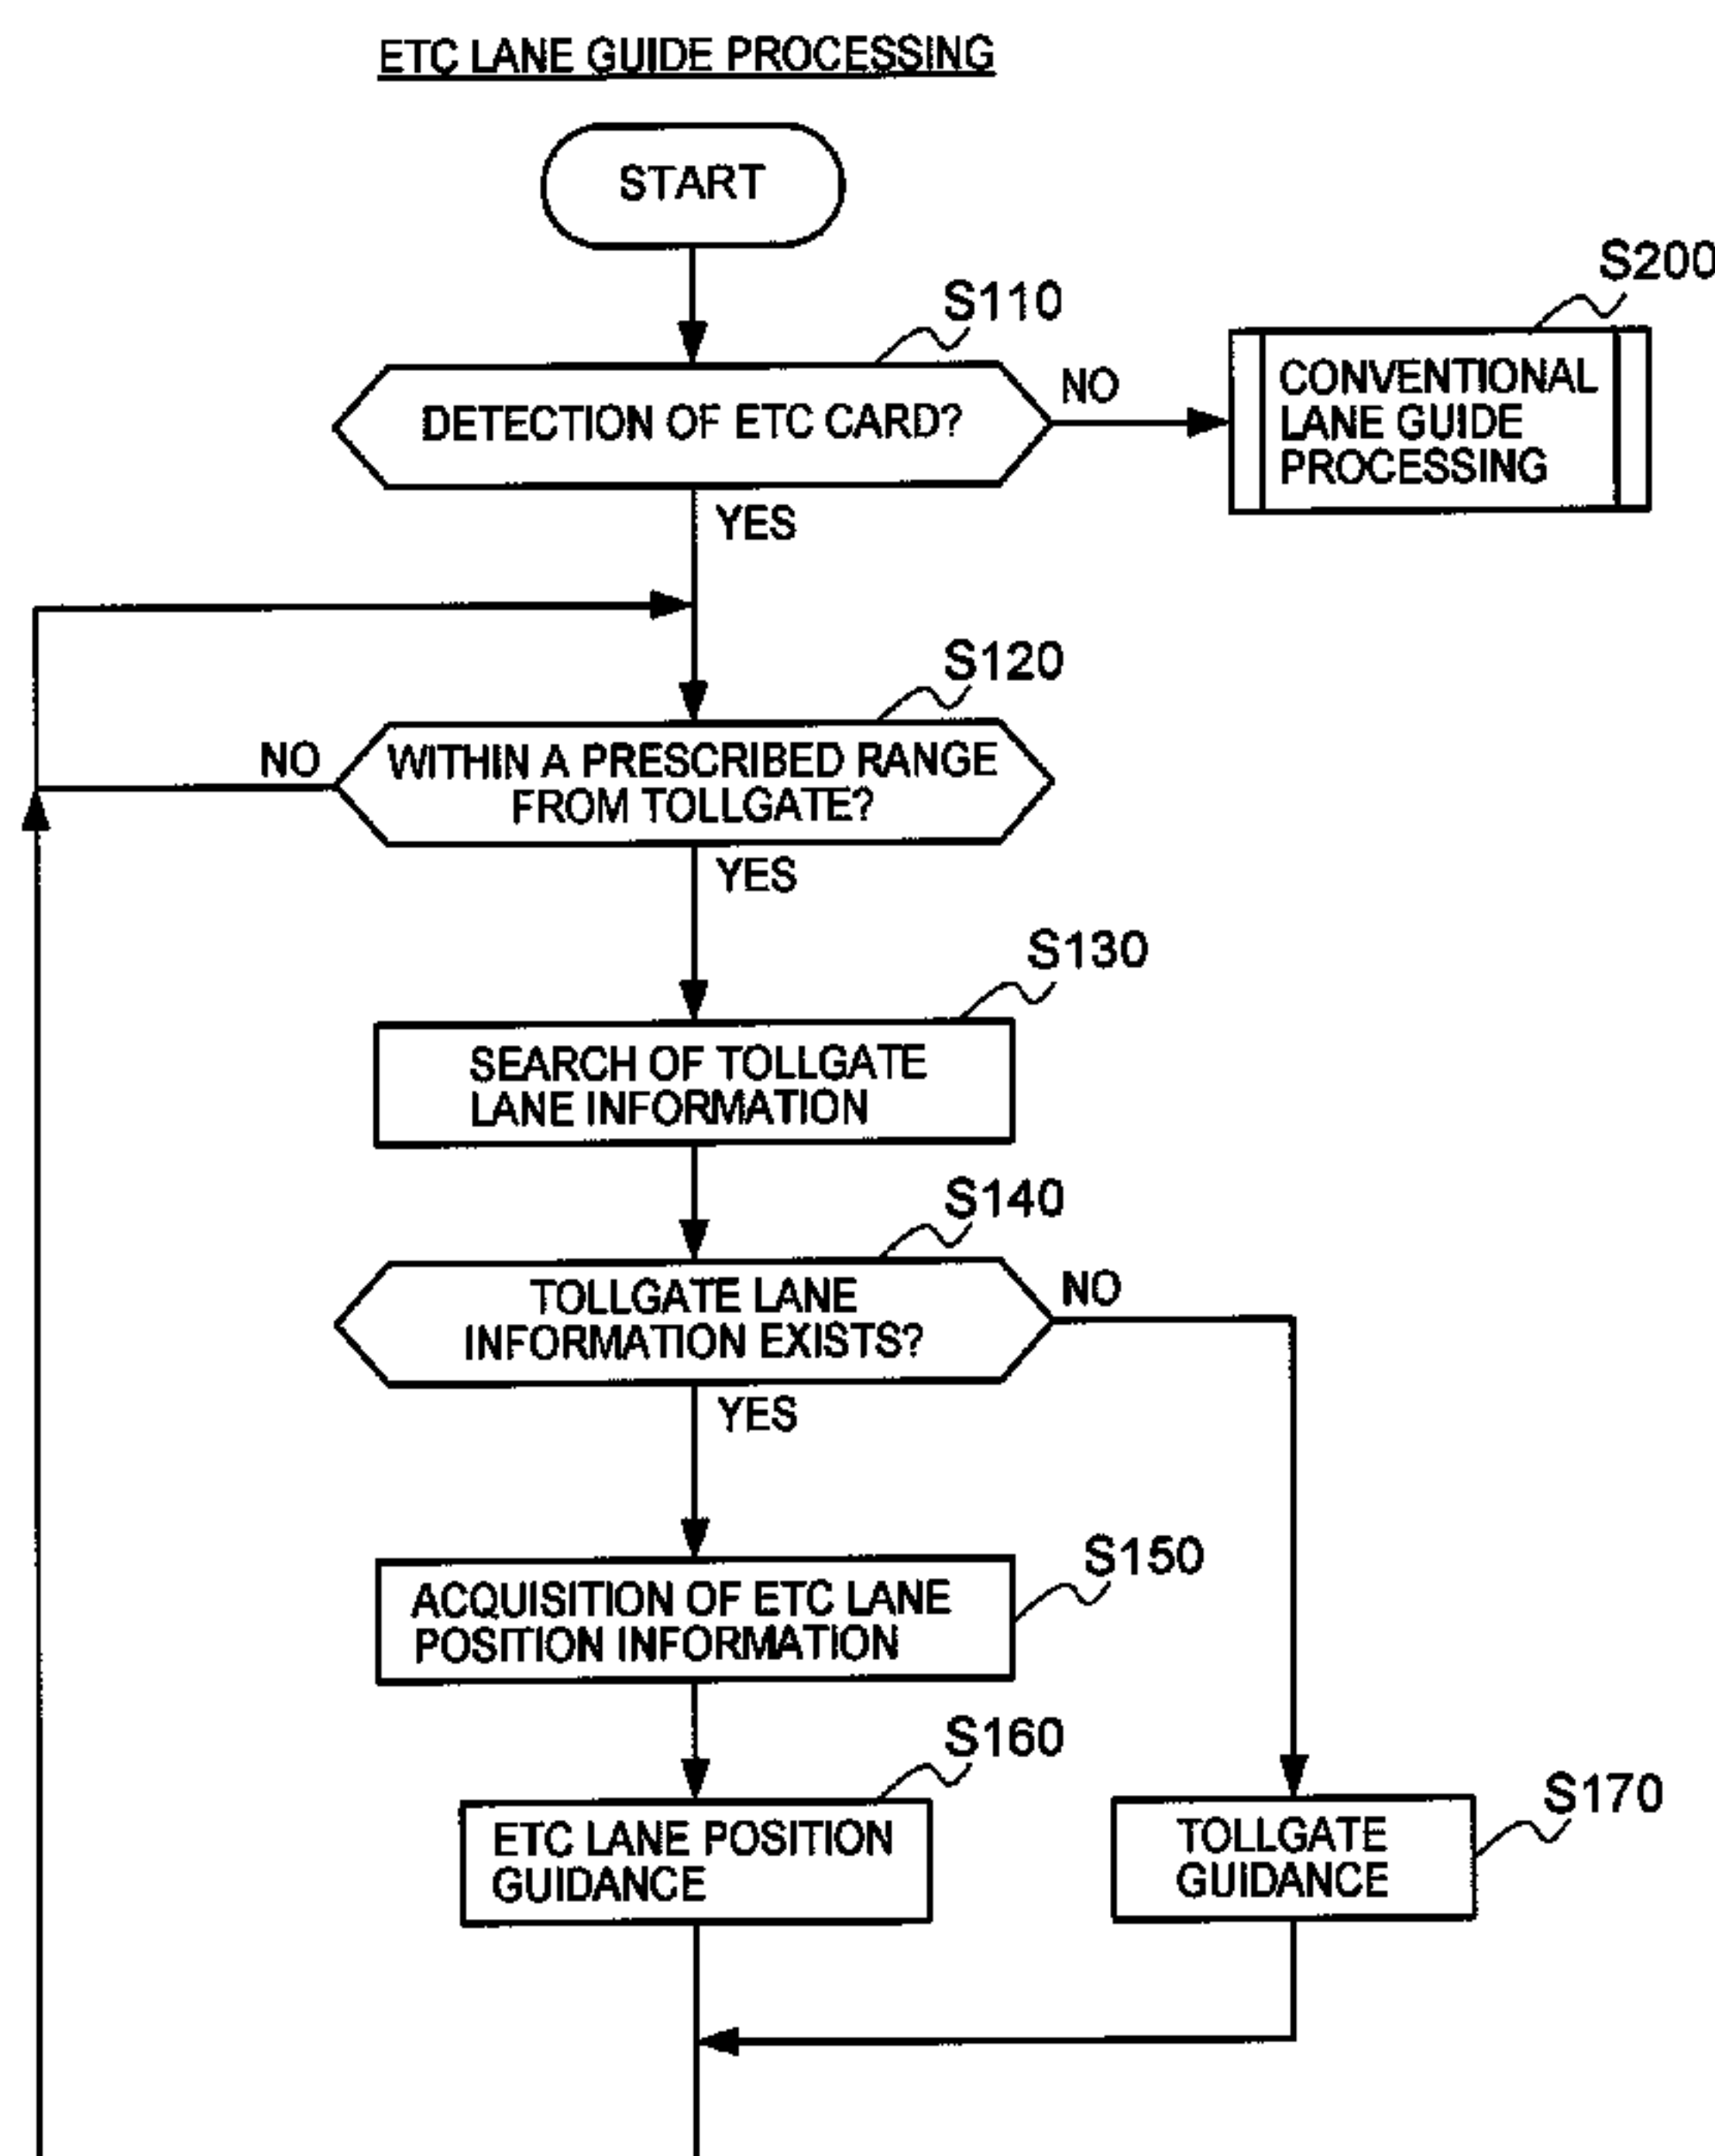 ETC LANE GUIDE PROCESSING
START
S110
DETECTION OF ETC CARD?
NO
S200
CONVENTIONAL
LANE GUIDE
PROCESSING
YES
S120
NO
WITHIN A PRESCRIBED RANGE
FROM TOLLGATE?
YES
S130
SEARCH OF TOLLGATE
LANE INFORMATION
S140
TOLLGATE LANE
INFORMATION EXISTS?
NO
YES
S150
ACQUISITION OF ETC LANE
POSITION INFORMATION
S160
ETC LANE POSITION
GUIDANCE
S170
TOLLGATE
GUIDANCE